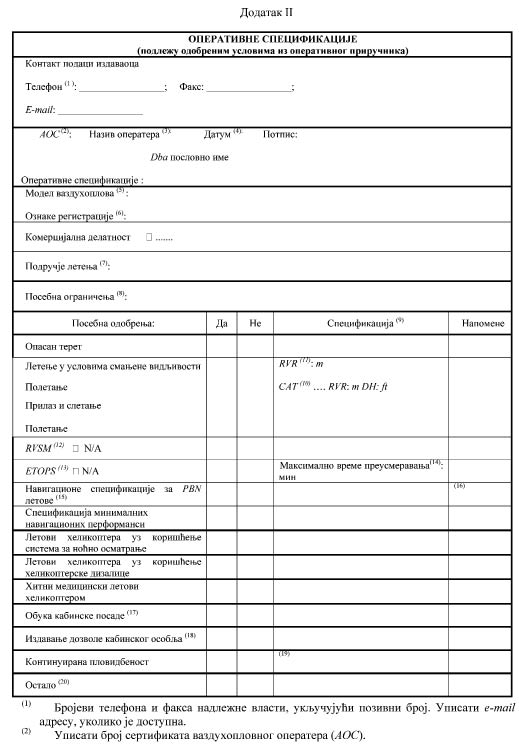 Додатак II
ОПЕРАТИВНЕ СПЕЦИФИКАЦИЈЕ
(подлежу одобреним условима из оперативног приручника)
Контакт подаци издаваоца
Телефон (1): ________________; Факс: ________________;
E-mail: ________________
AOC(2): Назив оператера (3): Датум (4): Потпис:
Dba пословно име
Оперативне спецификације :
Модел ваздухоплова (5) :
Ознаке регистрације (6):
Комерцијална делатност □ .......
Подручје летења (7):
Посебна ограничења (8):
Посебна одобрења: Да Не Спецификација (9) Напомене
Опасан терет
Летење у условима смањене видљивости RVR (11): m
Полетање CAT (10) …. RVR: m DH: ft
Прилаз и слетање
Полетање
RVSM (12) □ N/A
ETOPS (13) □ N/A Максимално време преусмеравања(14): мин
Навигационе спецификације за PBN (16)
летове (15)
Спецификација минималних
навигационих перформанси
Летови хеликоптера уз коришћење
система за ноћно осматрање
Летови хеликоптера уз коришћење
хеликоптерске дизалице
Хитни медицински летови
хеликоптером
Обука кабинске посаде (17)
Издавање дозволе кабинског особља (18)
Континуирана пловидбеност (19)
Остало (20)
(1) Бројеви телефона и факса надлежне власти, укључујући позивни број. Уписати e-mail
адресу, уколико је доступна.
(2) Уписати број сертификата ваздухопловног оператера (AOC).